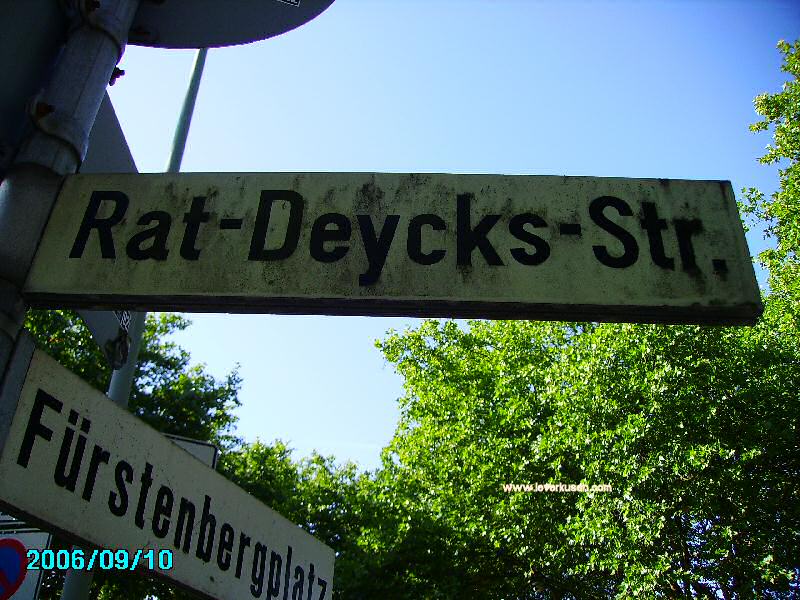 Rat-Deycks-Str.
Fürstenbergplatz
www.leverkusen.com
2006/09/10